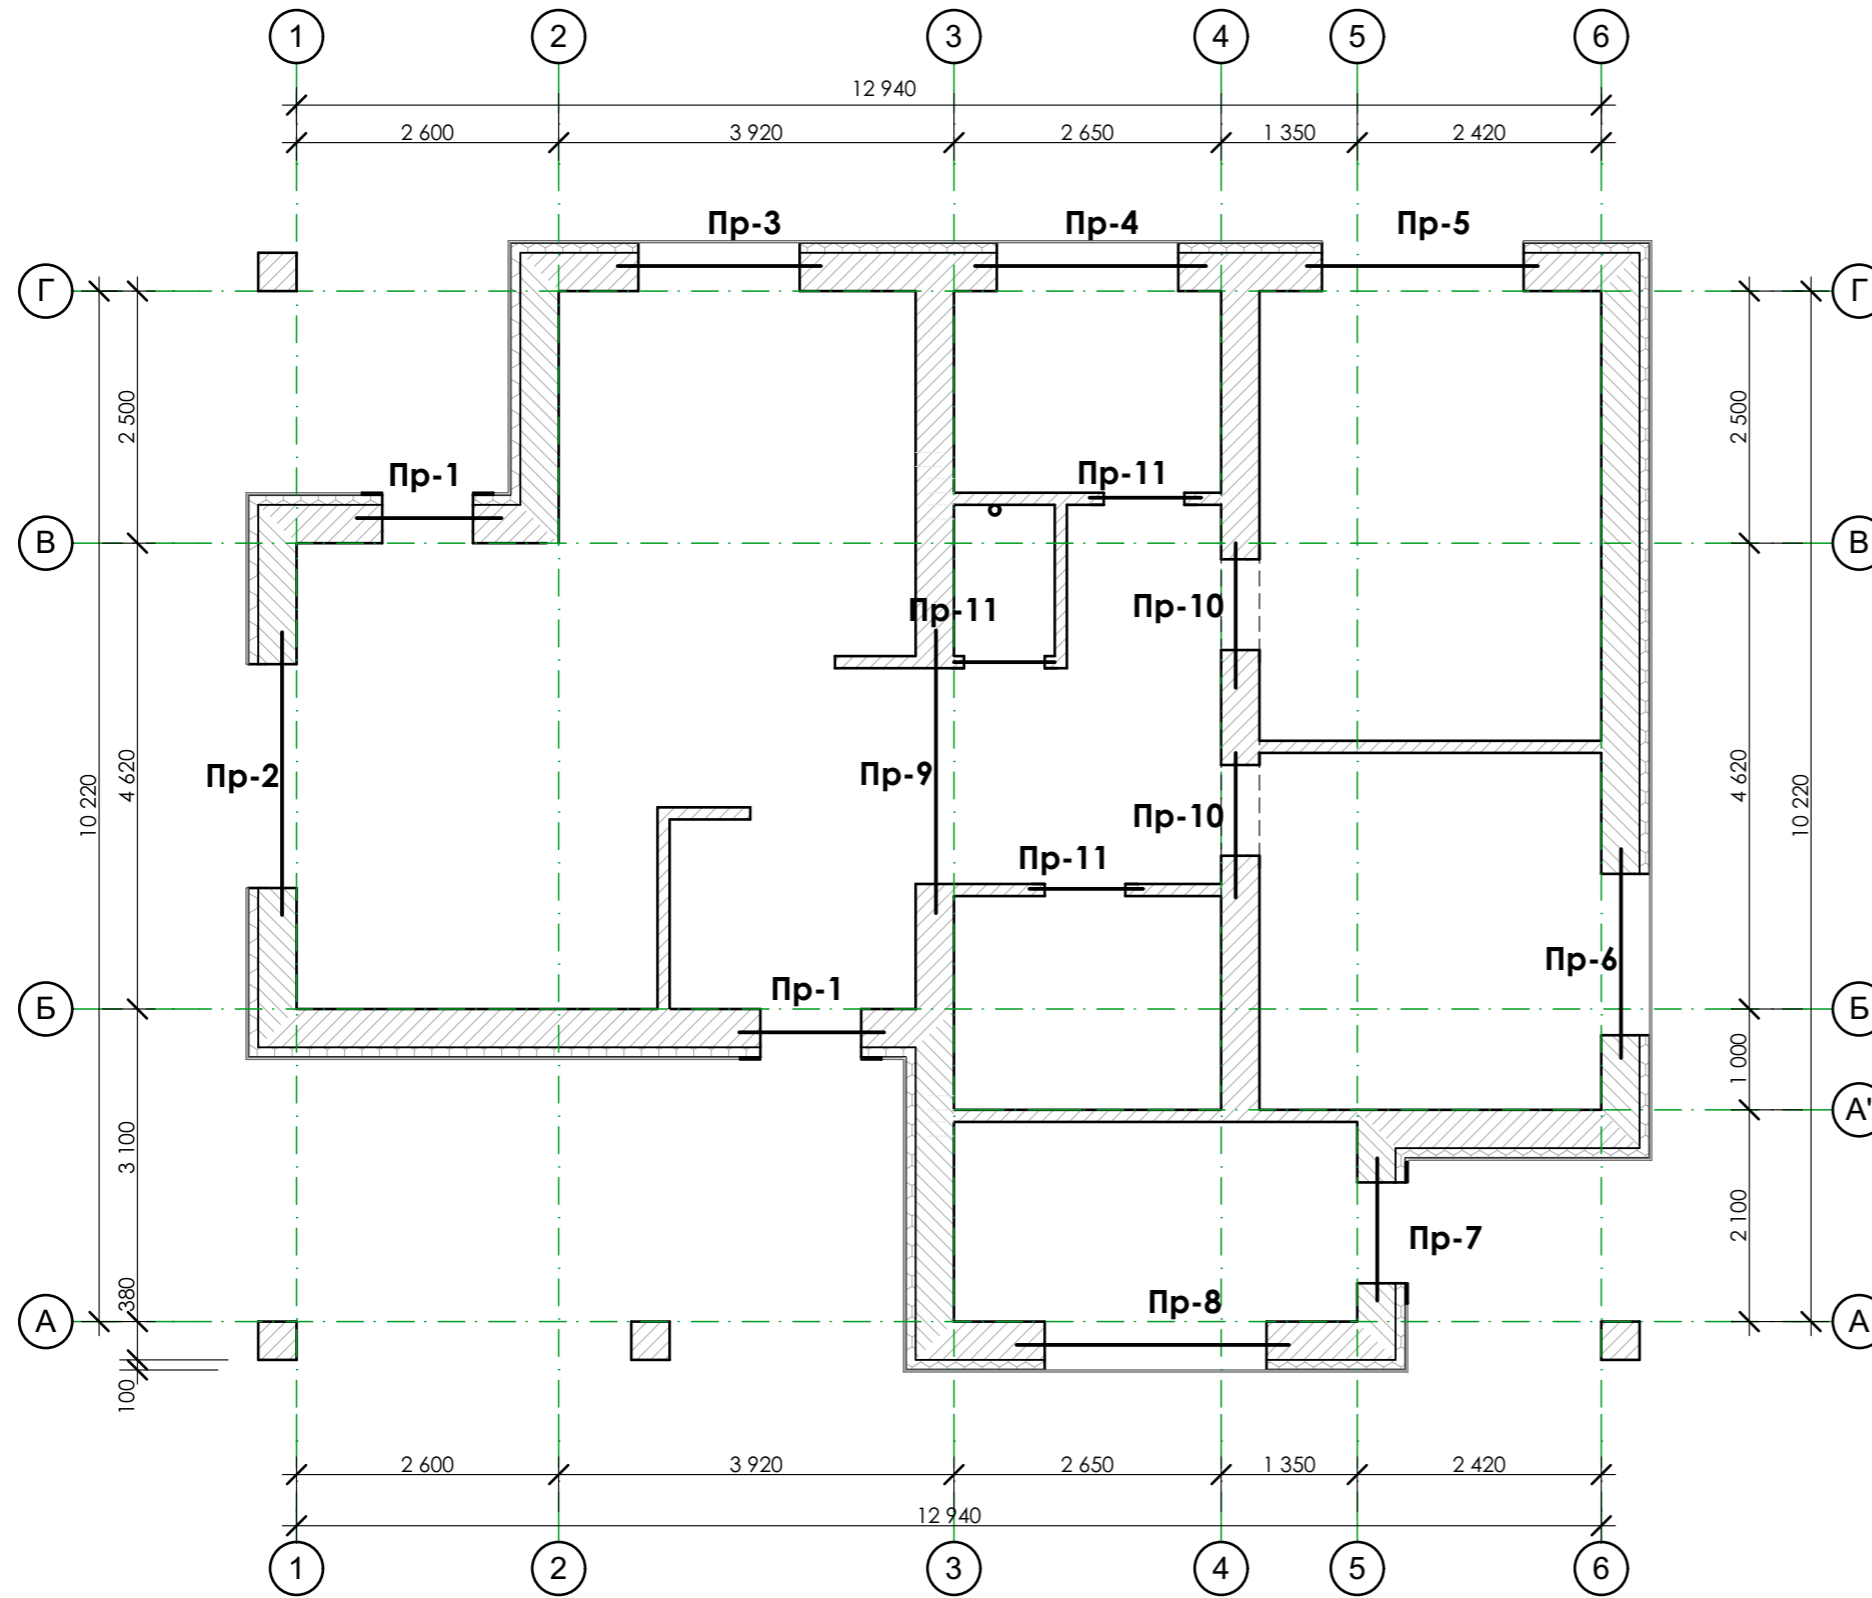 1 2 3 4 5 6
12 940
2 600 3 920 2 650 1 350 2 420
Пр-3 Пр-4 Пр-5
Г Г
2 500 2 500
Пр-1 Пр-11
В В
Пр-11 Пр-10
10 220 4 620 Пр-2 Пр-9 4 620 10 220
Пр-10
Пр-11
Пр-6
Пр-1
Б Б
1 000
А'
3 100 2 100
Пр-7
380 Пр-8
А А
100
2 600 3 920 2 650 1 350 2 420
12 940
1 2 3 4 5 6